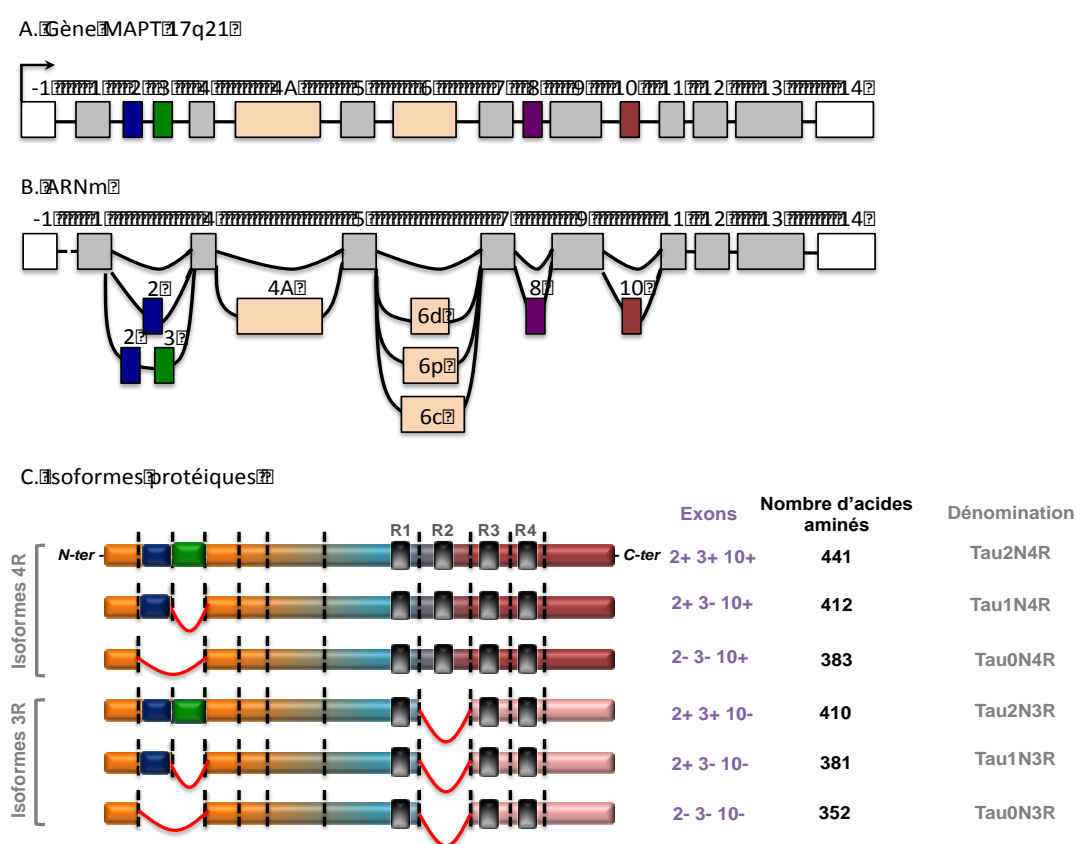 A. Gène MAPT 17q21
-1 1 2 3 4 4A 5 6 7 8 9 10 11 12 13 14
B. ARNm
-1 1 4 5 7 9 11 12 13 14
2 4A 6d 8 10
2 3 6p
6c
C. Isoformes protéiques
Exons Nombre d’acides aminés Dénomination
R1 R2 R3 R4
Isoformes 4R
N-ter C-ter 2+ 3+ 10+ 441 Tau2N4R
2+ 3- 10+ 412 Tau1N4R
2- 3- 10+ 383 Tau0N4R
Isoformes 3R
2+ 3+ 10- 410 Tau2N3R
2+ 3- 10- 381 Tau1N3R
2- 3- 10- 352 Tau0N3R